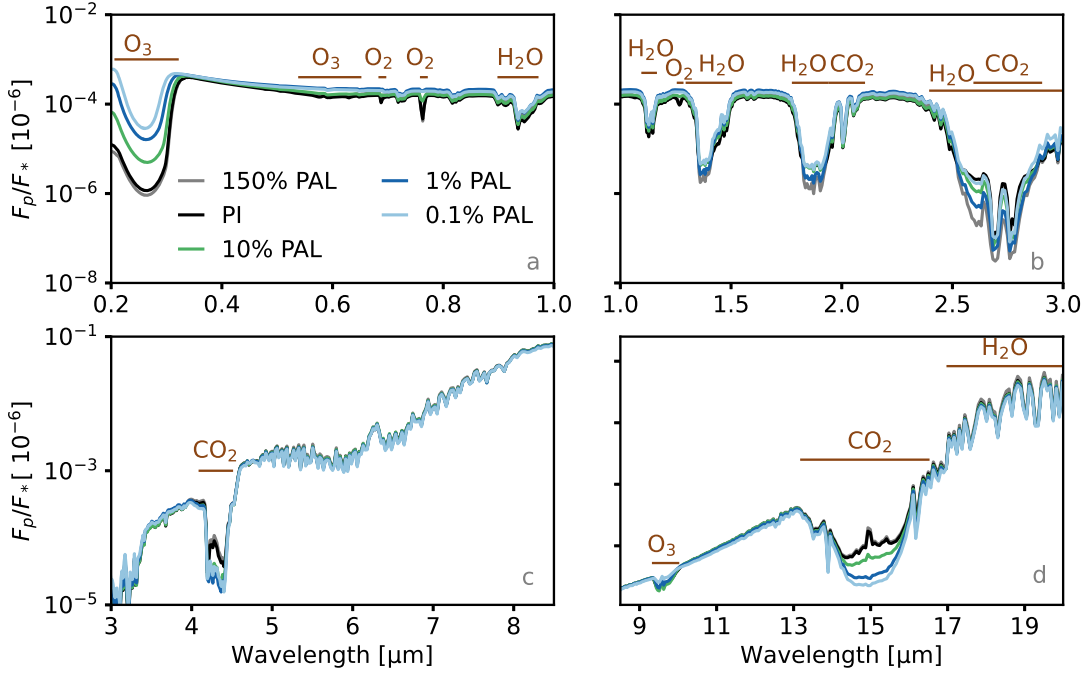 10⁻²
10⁻⁴
10⁻⁶
10⁻⁸
Fₚ/F* [10⁻⁶]
O₃
O₃
O₂
O₂
H₂O
150% PAL
PI
10% PAL
1% PAL
0.1% PAL
a
0.2 0.4 0.6 0.8 1.0
H₂O
O₂
H₂O
H₂O
CO₂
H₂O
CO₂
b
1.0 1.5 2.0 2.5 3.0
10⁻¹
10⁻³
10⁻⁵
Fₚ/F* [ 10⁻⁶]
CO₂
c
3 4 5 6 7 8
Wavelength [μm]
O₃
CO₂
H₂O
d
9 11 13 15 17 19
Wavelength [μm]